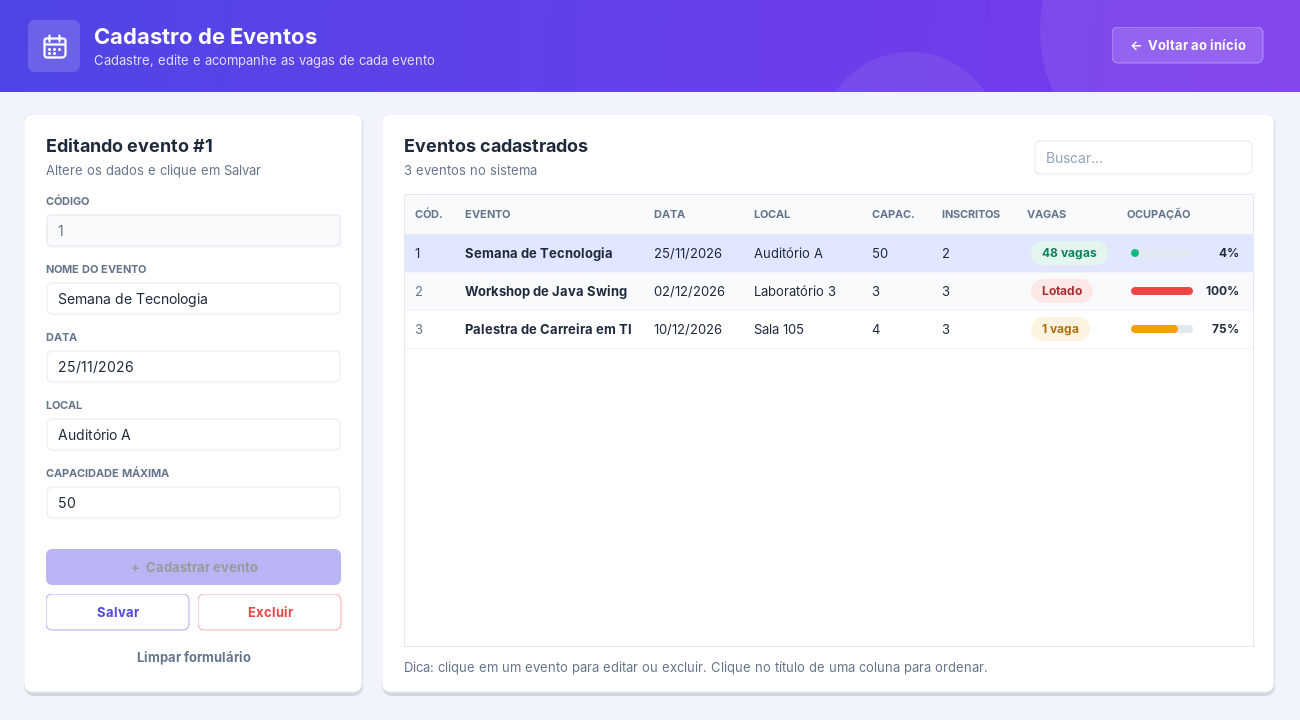 Cadastro de Eventos
Cadastre, edite e acompanhe as vagas de cada evento
← Voltar ao início
Editando evento #1
Altere os dados e clique em Salvar
CÓDIGO
1
NOME DO EVENTO
Semana de Tecnologia
DATA
25/11/2026
LOCAL
Auditório A
CAPACIDADE MÁXIMA
50
+ Cadastrar evento
Salvar Excluir
Limpar formulário
Eventos cadastrados
3 eventos no sistema
Buscar...
CÓD. EVENTO DATA LOCAL CAPAC. INSCRITOS VAGAS OCUPAÇÃO
1 Semana de Tecnologia 25/11/2026 Auditório A 50 2 48 vagas 4%
2 Workshop de Java Swing 02/12/2026 Laboratório 3 3 3 Lotado 100%
3 Palestra de Carreira em TI 10/12/2026 Sala 105 4 3 1 vaga 75%
Dica: clique em um evento para editar ou excluir. Clique no título de uma coluna para ordenar.